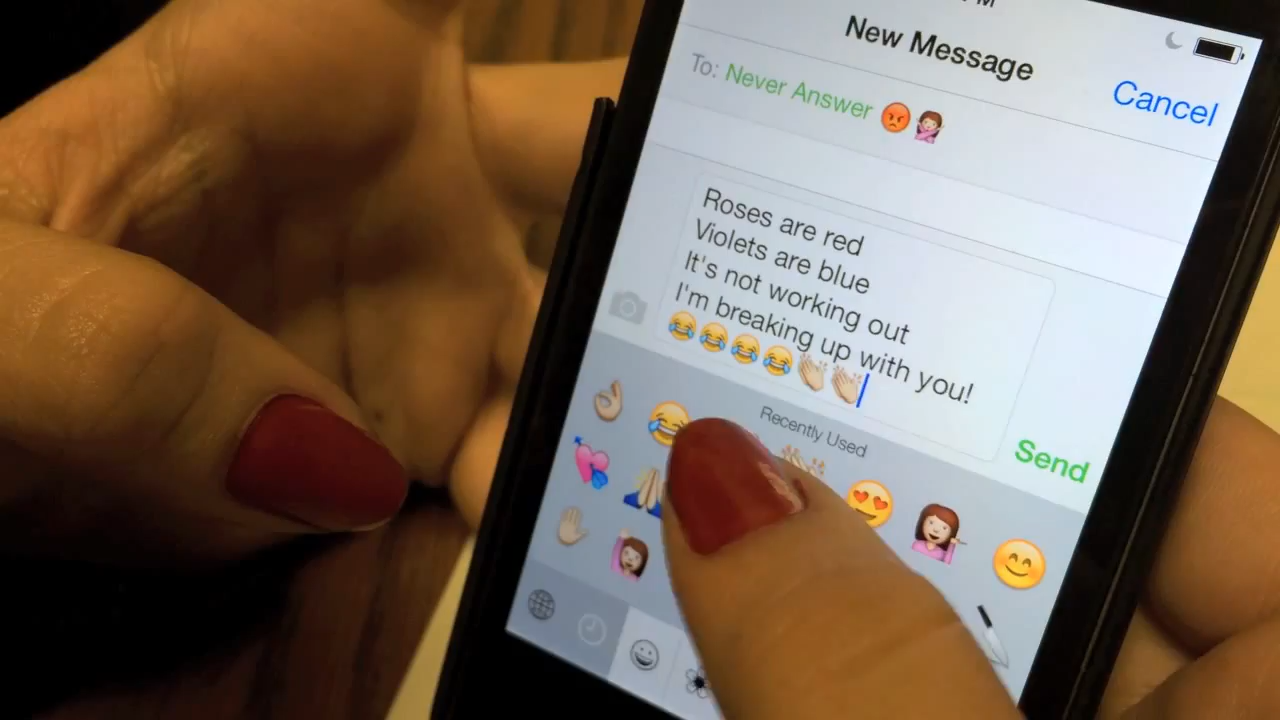 New Message
Cancel
To: Never Answer 😡🙅
Roses are red
Violets are blue
It's not working out
I'm breaking up with you!
😂😂😂😂👏👏
Send
Recently Used